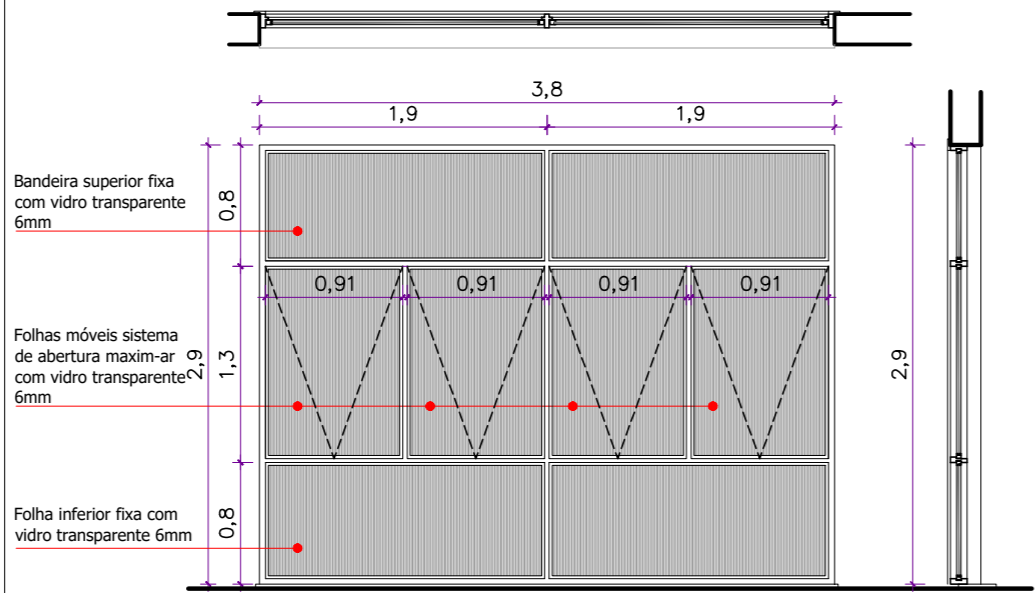 3,8
1,9
1,9
Bandeira superior fixa
com vidro transparente
6mm
0,8
0,91
0,91
0,91
0,91
Folhas móveis sistema
de abertura maxim-ar
com vidro transparente
6mm
2,9
1,3
2,9
Folha inferior fixa com
vidro transparente 6mm
0,8